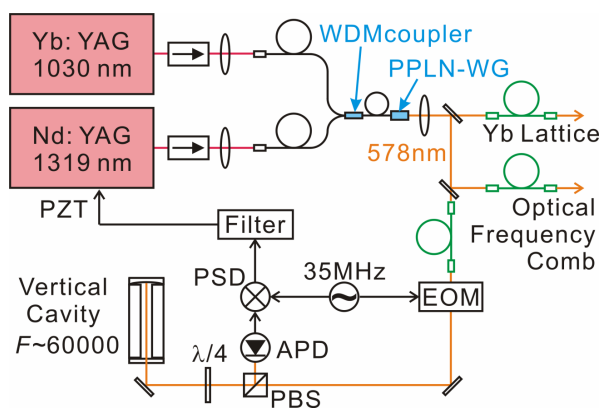 Yb: YAG
1030 nm
WDMcoupler
PPLN-WG
Nd: YAG
1319 nm
578nm
Yb Lattice
PZT
Filter
Optical
Frequency
Comb
PSD
35MHz
EOM
Vertical
Cavity
F~60000
λ/4
APD
PBS